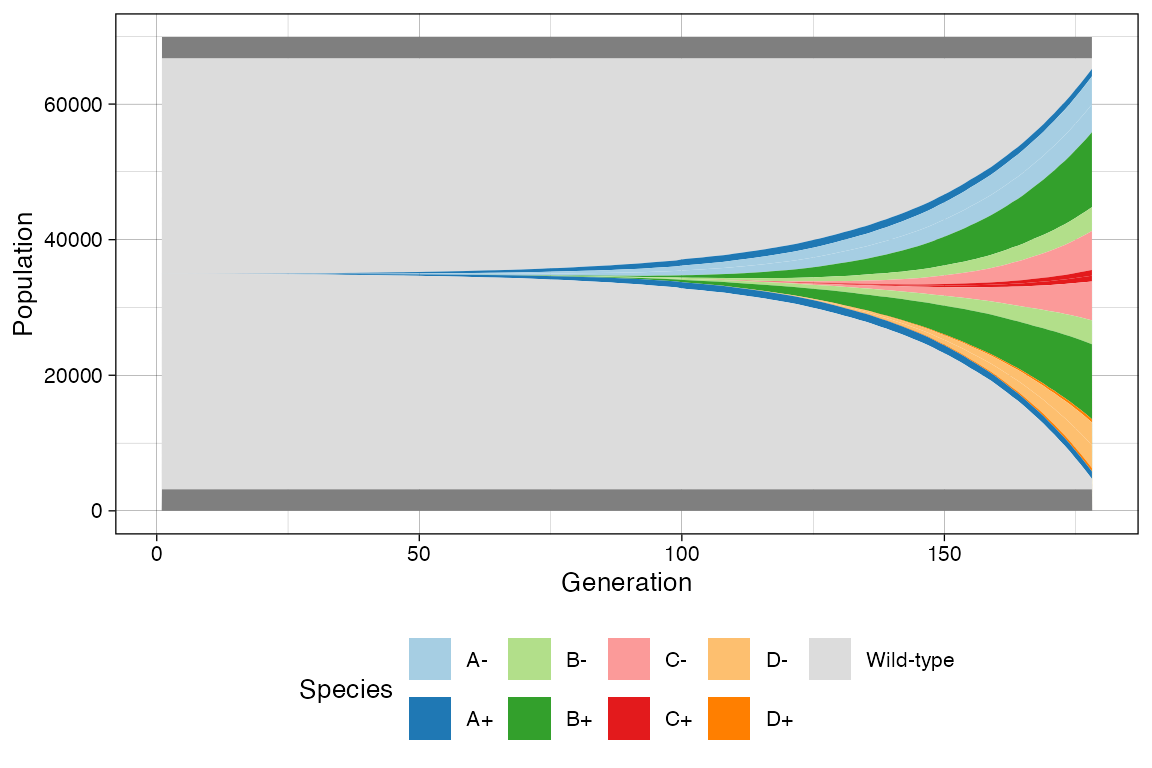 60000
40000
20000
0
Population
0 50 100 150
Generation
Species
A- B- C- D- Wild-type
A+ B+ C+ D+